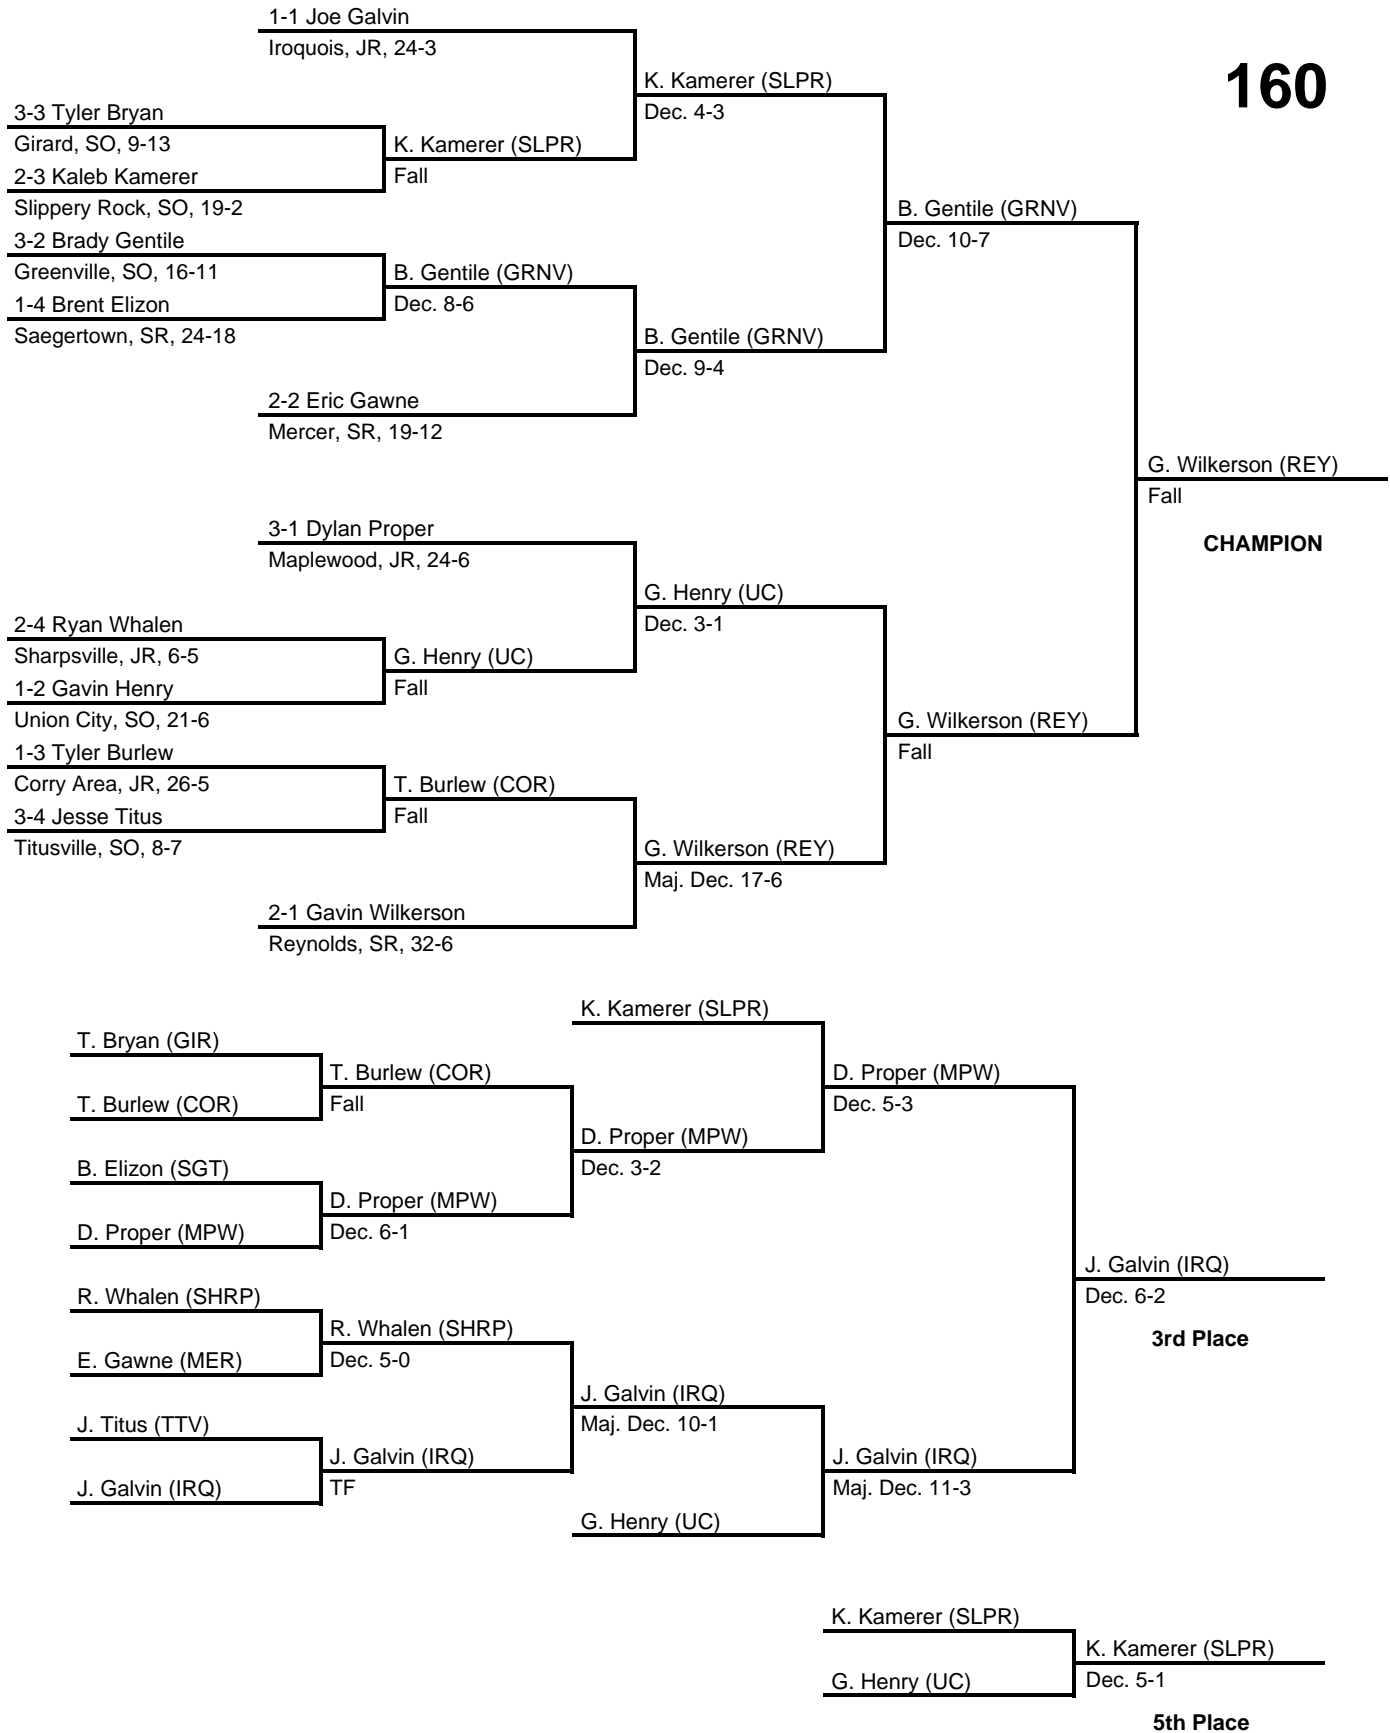 1-1 Joe Galvin
Iroquois, JR, 24-3
160
K. Kamerer (SLPR)
Dec. 4-3
3-3 Tyler Bryan
Girard, SO, 9-13
K. Kamerer (SLPR)
Fall
2-3 Kaleb Kamerer
Slippery Rock, SO, 19-2
B. Gentile (GRNV)
Dec. 10-7
3-2 Brady Gentile
Greenville, SO, 16-11
B. Gentile (GRNV)
Dec. 8-6
1-4 Brent Elizon
Saegertown, SR, 24-18
B. Gentile (GRNV)
Dec. 9-4
2-2 Eric Gawne
Mercer, SR, 19-12
G. Wilkerson (REY)
Fall
CHAMPION
3-1 Dylan Proper
Maplewood, JR, 24-6
G. Henry (UC)
Dec. 3-1
2-4 Ryan Whalen
Sharpsville, JR, 6-5
G. Henry (UC)
Fall
1-2 Gavin Henry
Union City, SO, 21-6
G. Wilkerson (REY)
Fall
1-3 Tyler Burlew
Corry Area, JR, 26-5
T. Burlew (COR)
Fall
3-4 Jesse Titus
Titusville, SO, 8-7
G. Wilkerson (REY)
Maj. Dec. 17-6
2-1 Gavin Wilkerson
Reynolds, SR, 32-6
K. Kamerer (SLPR)
T. Bryan (GIR)
T. Burlew (COR)
Fall
T. Burlew (COR)
D. Proper (MPW)
Dec. 5-3
D. Proper (MPW)
Dec. 3-2
B. Elizon (SGT)
D. Proper (MPW)
Dec. 6-1
D. Proper (MPW)
J. Galvin (IRQ)
Dec. 6-2
3rd Place
R. Whalen (SHRP)
R. Whalen (SHRP)
Dec. 5-0
E. Gawne (MER)
J. Galvin (IRQ)
Maj. Dec. 10-1
J. Titus (TTV)
J. Galvin (IRQ)
TF
J. Galvin (IRQ)
J. Galvin (IRQ)
Maj. Dec. 11-3
G. Henry (UC)
K. Kamerer (SLPR)
K. Kamerer (SLPR)
Dec. 5-1
G. Henry (UC)
5th Place